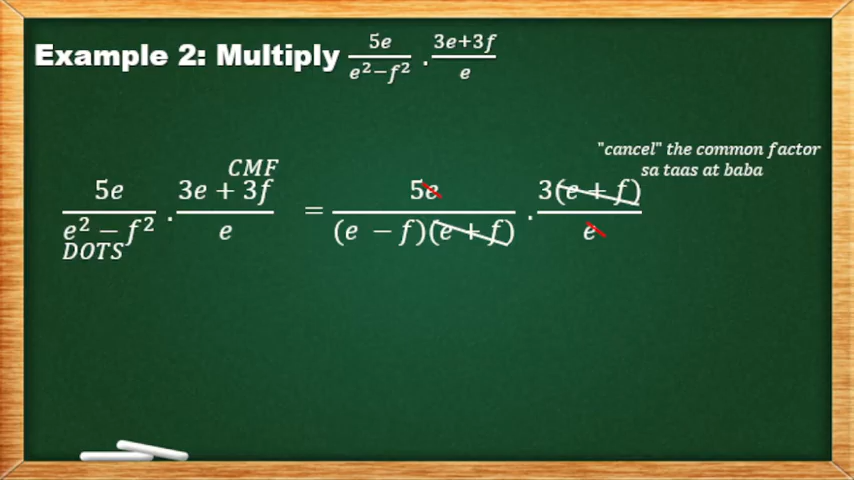 Example 2: Multiply 5e/(e²−f²) . (3e+3f)/e
"cancel" the common factor
sa taas at baba
CMF
5e/(e² − f²) . (3e + 3f)/e = 5e/((e − f)(e + f)) . 3(e + f)/e
DOTS